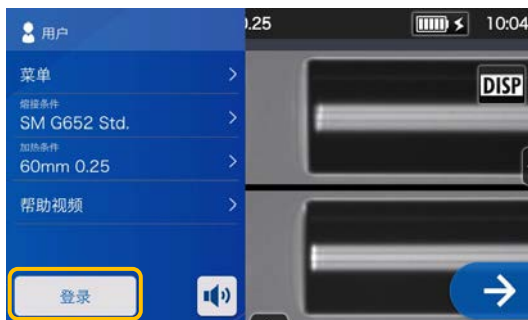 用户
.25
10:04
菜单
DISP
熔接条件
SM G652 Std.
加热条件
60mm 0.25
帮助视频
登录